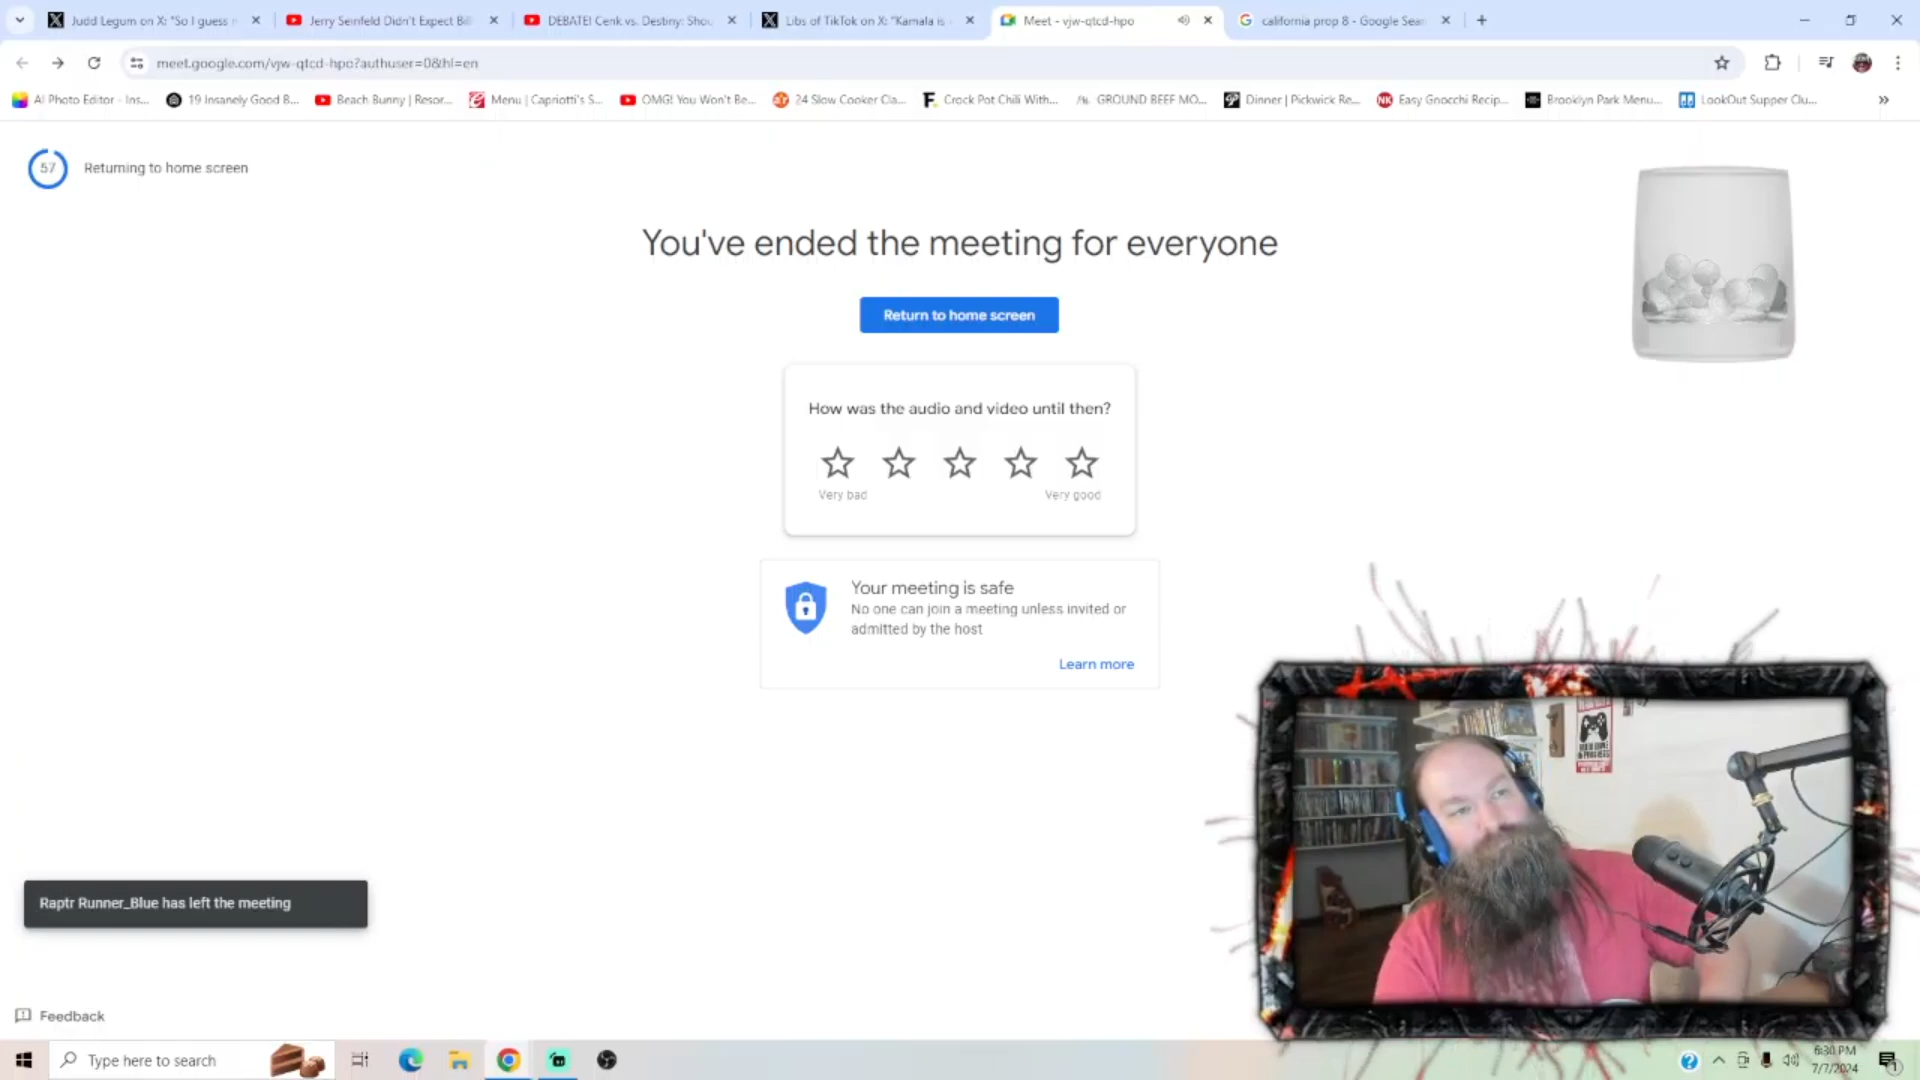 Judd Legum on X: "So I guess
Jerry Seinfeld Didn't Expect Bil
DEBATE! Cenk vs. Destiny: Shou
Libs of TikTok on X: "Kamala is
Meet - vjw-qtcd-hpo
california prop 8 - Google Sear
meet.google.com/vjw-qtcd-hpo?authuser=0&hl=en
AI Photo Editor - Ins...
19 Insanely Good B...
Beach Bunny | Resor...
Menu | Capriotti's S...
OMG! You Won't Be...
24 Slow Cooker Cla...
Crock Pot Chili With...
GROUND BEEF MO...
Dinner | Pickwick Re...
NK
Easy Gnocchi Recip...
Brooklyn Park Menu...
LookOut Supper Clu...
57
Returning to home screen
You've ended the meeting for everyone
Return to home screen
How was the audio and video until then?
Very bad
Very good
Your meeting is safe
No one can join a meeting unless invited or
admitted by the host
Learn more
Raptr Runner_Blue has left the meeting
Feedback
Type here to search
6:30 PM
7/7/2024